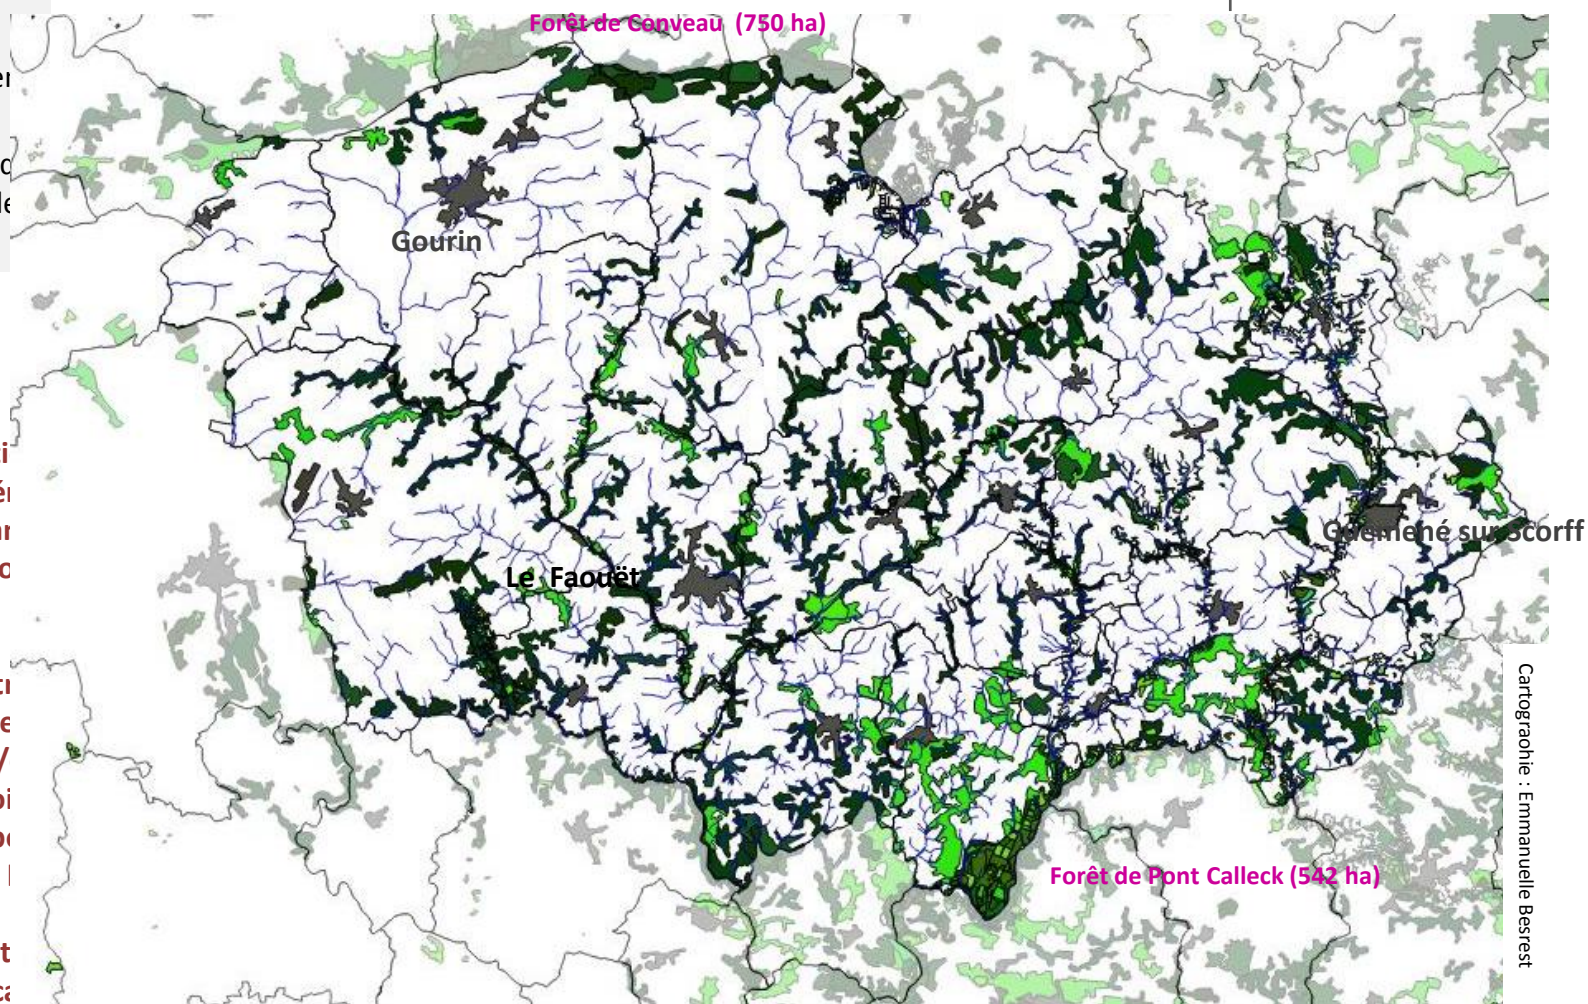 Forêt de Conveau (750 ha)
Gourin
Guémené sur Scorff
Le Faouët
Forêt de Pont Calleck (542 ha)
Cartograohie : Emmanuelle Besrest